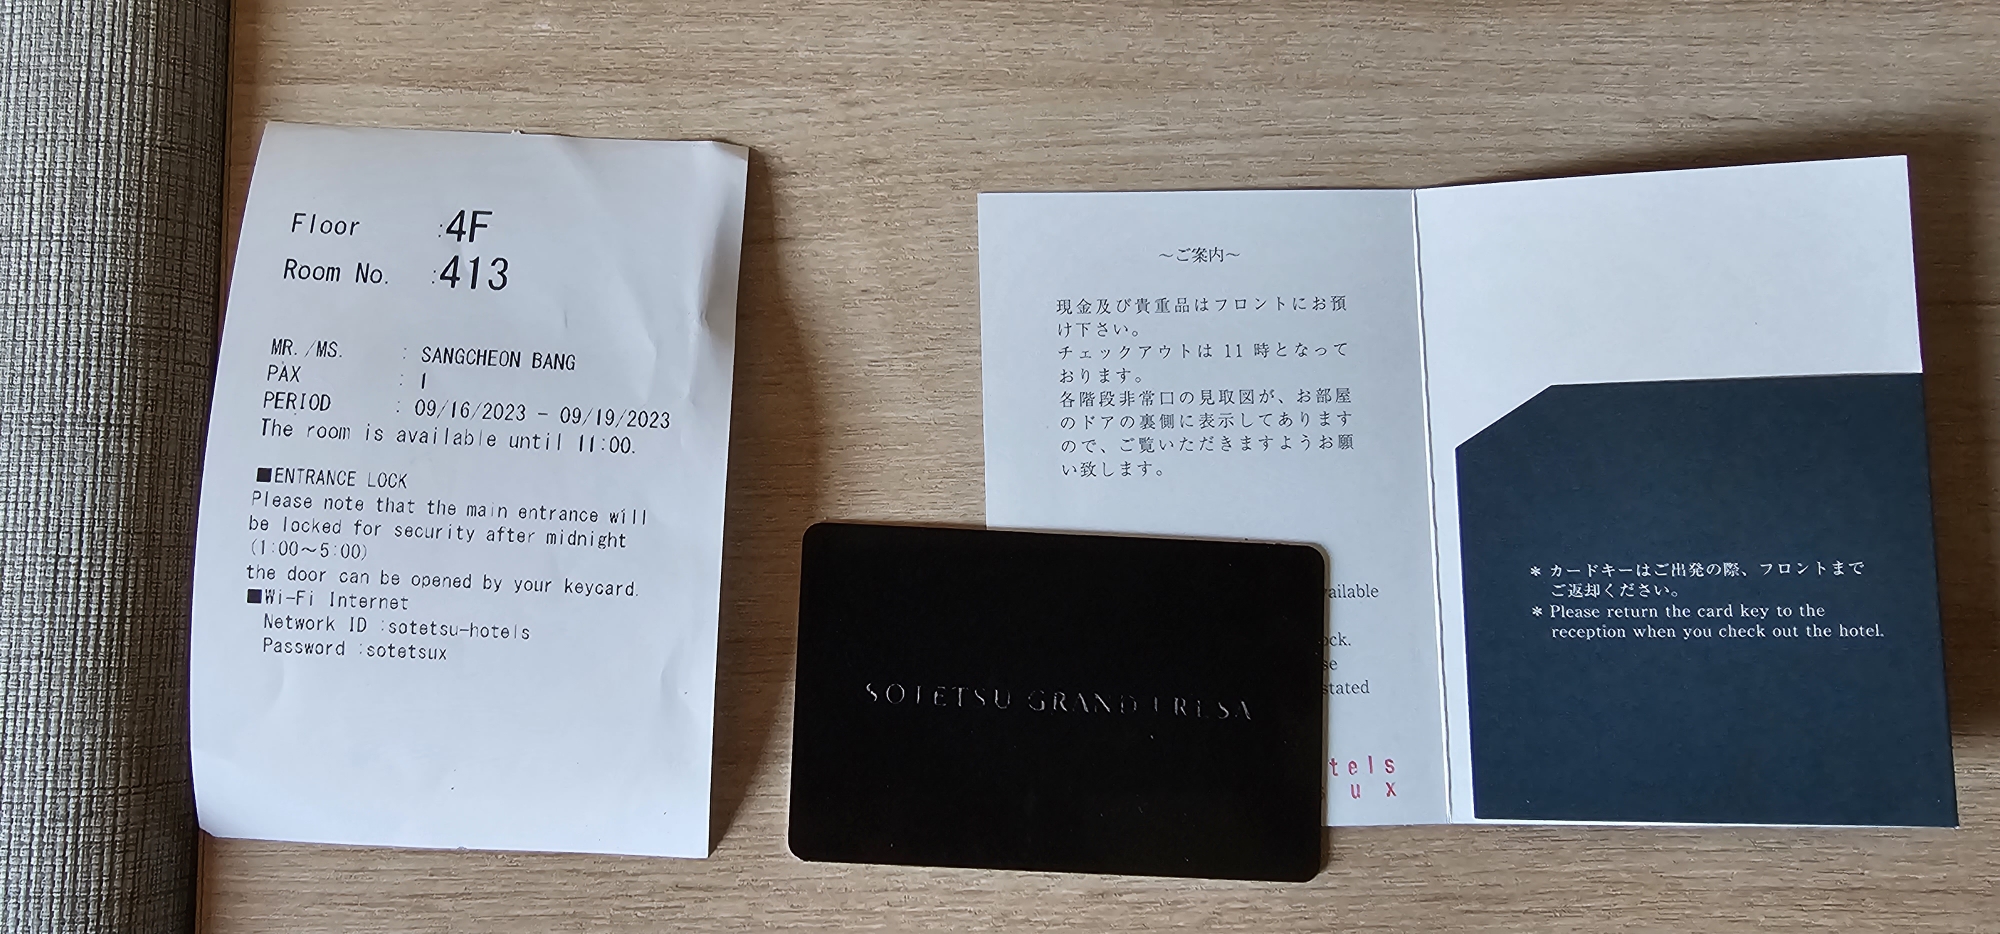 Floor :4F
Room No. :413
MR./MS. : SANGCHEON BANG
PAX : 1
PERIOD : 09/16/2023 - 09/19/2023
The room is available until 11:00.
■ENTRANCE LOCK
Please note that the main entrance will
be locked for security after midnight
(1:00～5:00)
the door can be opened by your keycard.
■Wi-Fi Internet
Network ID :sotetsu-hotels
Password :sotetsux
～ご案内～
現金及び貴重品はフロントにお預
け下さい。
チェックアウトは 11 時となって
おります。
各階段非常口の見取図が、お部屋
のドアの裏側に表示してあります
ので、ご覧いただきますようお願
い致します。
stated
tels
u x
SOTETSU GRAND FRESA
* カードキーはご出発の際、フロントまで
ご返却ください。
* Please return the card key to the
reception when you check out the hotel.